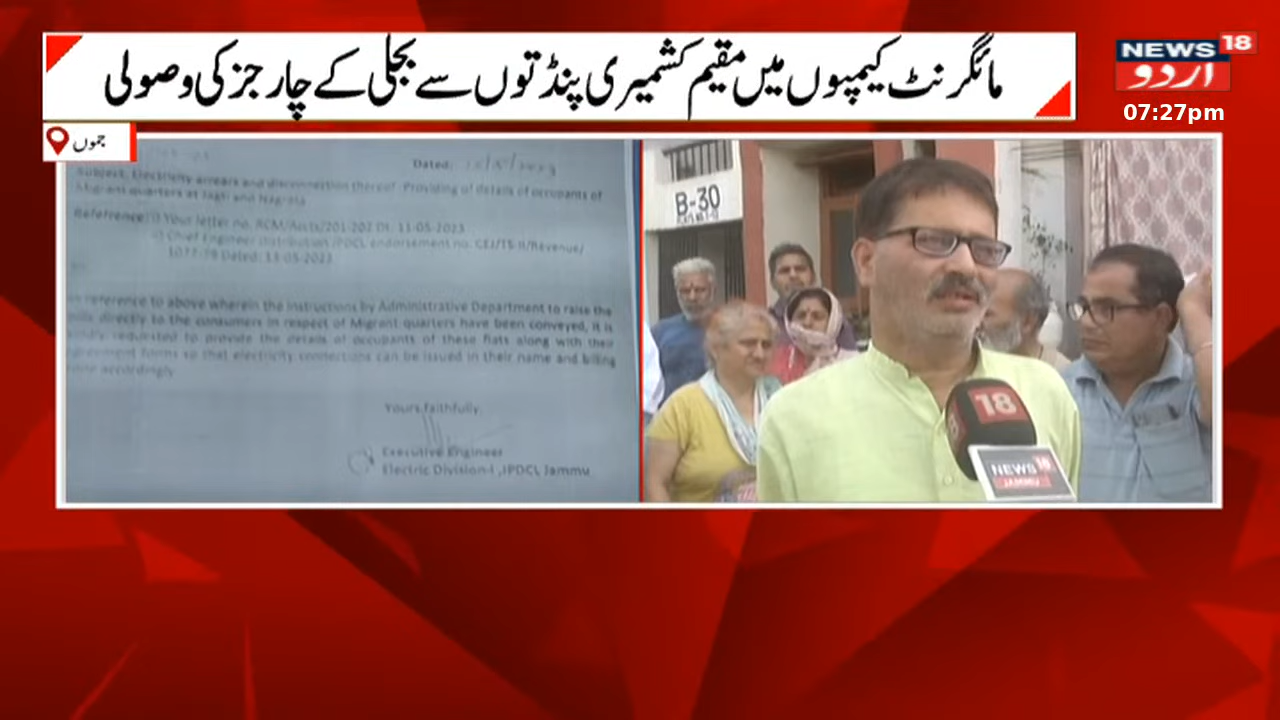 مائگرنٹ کیمپوں میں مقیم کشمیری پنڈتوں سے بجلی کے چارجز کی وصولی
NEWS 18
اردو
07:27pm
جموں
Dated:
Subject: Electricity arrears and disconnection thereof- Providing of details of occupants of
Migrant quarters at Jagti and Nagrota
Reference: i) Your letter no. RCM/Accts/201-202 Dt. 11-05-2023
ii) Chief Engineer Distribution JPDCL endorsement no. CEJ/TS-II/Revenue/
1077-79 Dated: 13-05-2023
In reference to above wherein the instructions by Administrative Department to raise the
bills directly to the consumers in respect of Migrant quarters have been conveyed, it is
kindly requested to provide the details of occupants of these flats along with their
agreement forms so that electricity connections can be issued in their name and billing
done accordingly
Yours faithfully,
Executive Engineer
Electric Division-I, JPDCL Jammu
B-30
18
NEWS 18
JAMMU